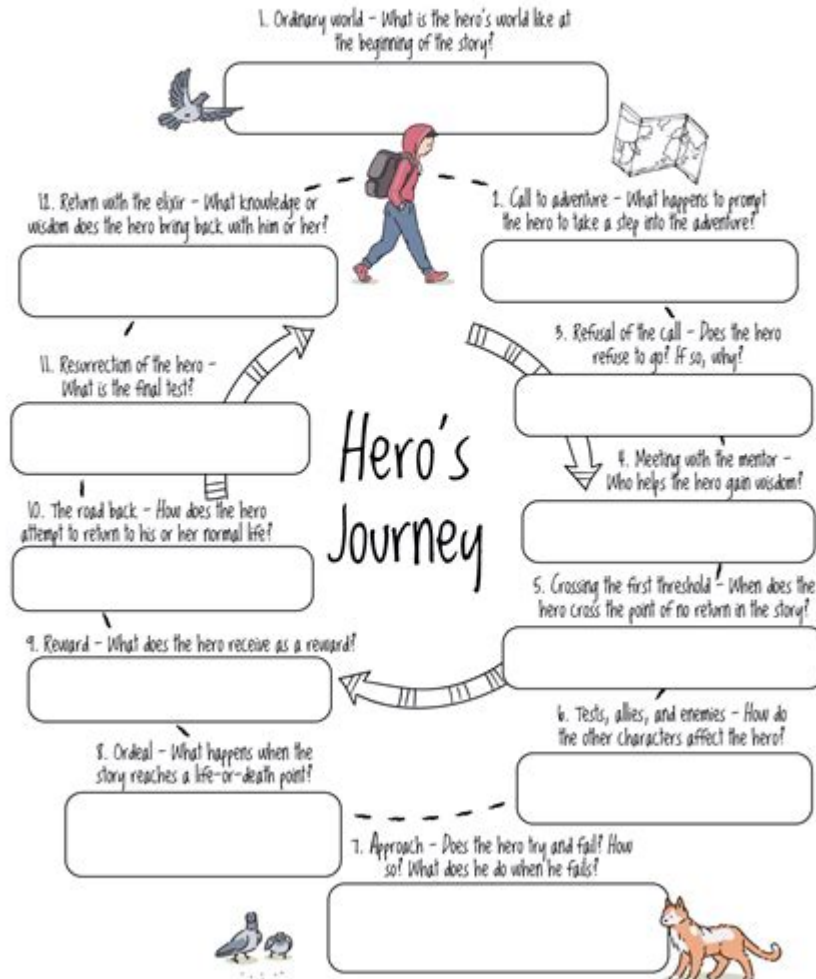 1. Ordinary world – What is the hero's world like at
the beginning of the story?
2. Call to adventure – What happens to prompt
the hero to take a step into the adventure?
3. Refusal of the call – Does the hero
refuse to go? If so, why?
4. Meeting with the mentor –
Who helps the hero gain wisdom?
5. Crossing the first threshold – When does the
hero cross the point of no return in the story?
6. Tests, allies, and enemies – How do
the other characters affect the hero?
7. Approach – Does the hero try and fail? How
so? What does he do when he fails?
8. Ordeal – What happens when the
story reaches a life-or-death point?
9. Reward – What does the hero receive as a reward?
10. The road back – How does the hero
attempt to return to his or her normal life?
11. Resurrection of the hero –
What is the final test?
12. Return with the elixir – What knowledge or
wisdom does the hero bring back with him or her?
Hero's
Journey